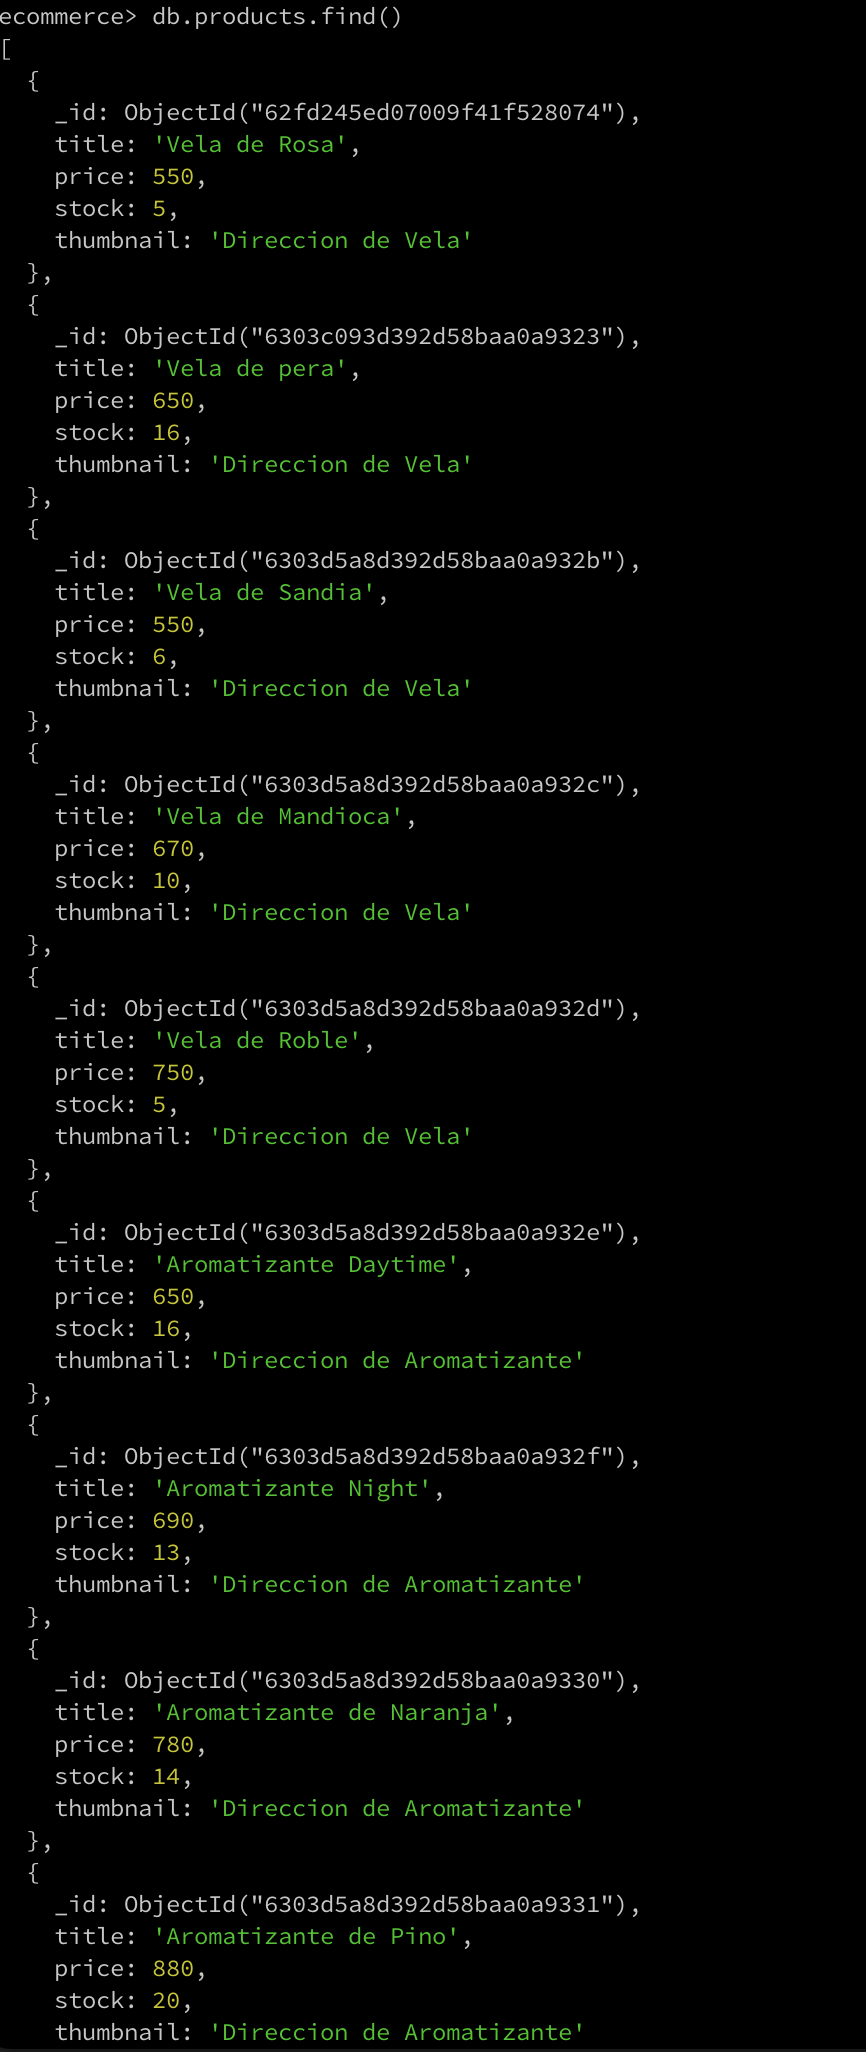 ecommerce> db.products.find()
[
  {
    _id: ObjectId("62fd245ed07009f41f528074"),
    title: 'Vela de Rosa',
    price: 550,
    stock: 5,
    thumbnail: 'Direccion de Vela'
  },
  {
    _id: ObjectId("6303c093d392d58baa0a9323"),
    title: 'Vela de pera',
    price: 650,
    stock: 16,
    thumbnail: 'Direccion de Vela'
  },
  {
    _id: ObjectId("6303d5a8d392d58baa0a932b"),
    title: 'Vela de Sandia',
    price: 550,
    stock: 6,
    thumbnail: 'Direccion de Vela'
  },
  {
    _id: ObjectId("6303d5a8d392d58baa0a932c"),
    title: 'Vela de Mandioca',
    price: 670,
    stock: 10,
    thumbnail: 'Direccion de Vela'
  },
  {
    _id: ObjectId("6303d5a8d392d58baa0a932d"),
    title: 'Vela de Roble',
    price: 750,
    stock: 5,
    thumbnail: 'Direccion de Vela'
  },
  {
    _id: ObjectId("6303d5a8d392d58baa0a932e"),
    title: 'Aromatizante Daytime',
    price: 650,
    stock: 16,
    thumbnail: 'Direccion de Aromatizante'
  },
  {
    _id: ObjectId("6303d5a8d392d58baa0a932f"),
    title: 'Aromatizante Night',
    price: 690,
    stock: 13,
    thumbnail: 'Direccion de Aromatizante'
  },
  {
    _id: ObjectId("6303d5a8d392d58baa0a9330"),
    title: 'Aromatizante de Naranja',
    price: 780,
    stock: 14,
    thumbnail: 'Direccion de Aromatizante'
  },
  {
    _id: ObjectId("6303d5a8d392d58baa0a9331"),
    title: 'Aromatizante de Pino',
    price: 880,
    stock: 20,
    thumbnail: 'Direccion de Aromatizante'